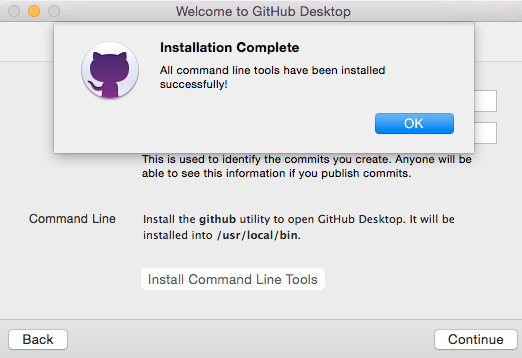 Welcome to GitHub Desktop
Installation Complete
All command line tools have been installed
successfully!
OK
This is used to identify the commits you create. Anyone will be
able to see this information if you publish commits.
Command Line
Install the github utility to open GitHub Desktop. It will be
installed into /usr/local/bin.
Install Command Line Tools
Back
Continue